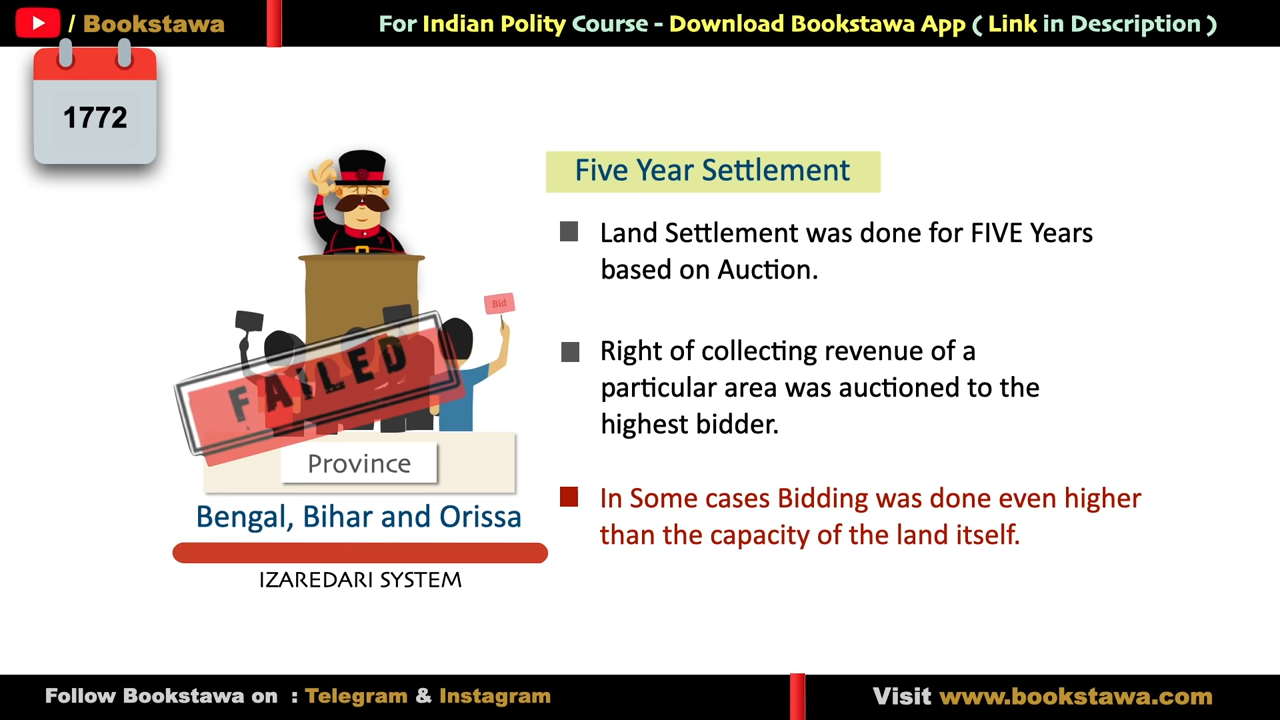 / Bookstawa
For Indian Polity Course - Download Bookstawa App ( Link in Description )
1772
Five Year Settlement
Land Settlement was done for FIVE Years
based on Auction.
Bid
Right of collecting revenue of a
particular area was auctioned to the
highest bidder.
FAILED
Province
In Some cases Bidding was done even higher
than the capacity of the land itself.
Bengal, Bihar and Orissa
IZAREDARI SYSTEM
Follow Bookstawa on : Telegram & Instagram
Visit www.bookstawa.com